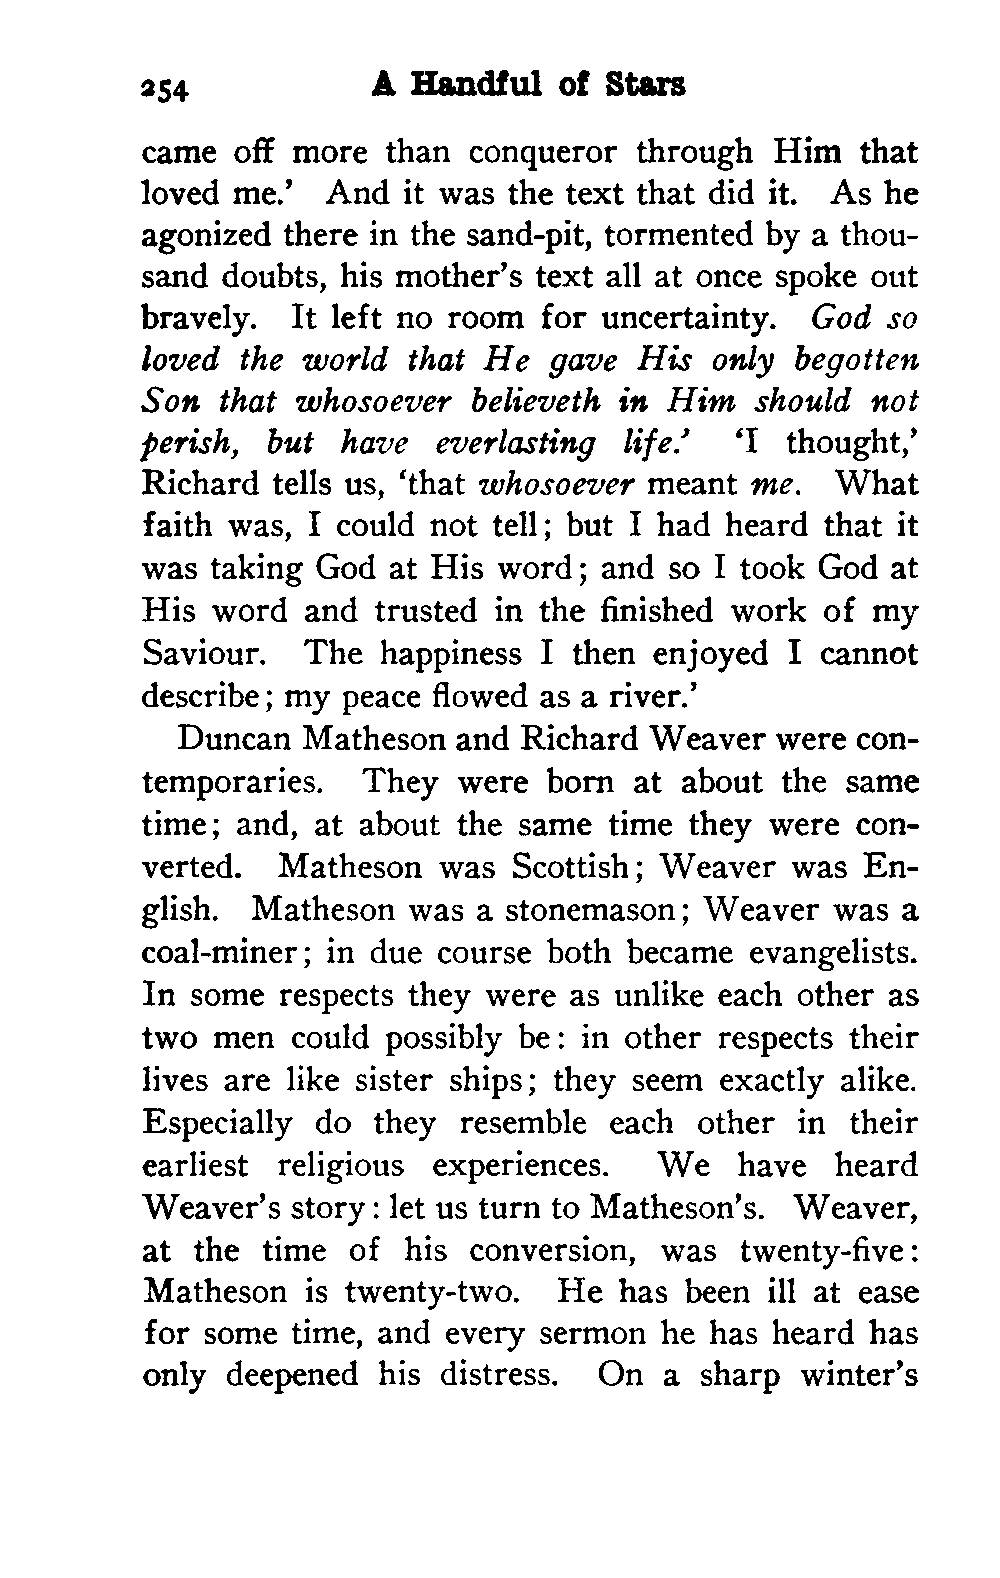 254 A Handful of Stars
came off more than conqueror through Him that
loved me.’ And it was the text that did it. As he
agonized there in the sand-pit, tormented by a thou-
sand doubts, his mother’s text all at once spoke out
bravely. It left no room for uncertainty. God so
loved the world that He gave His only begotten
Son that whosoever believeth in Him should not
perish, but have everlasting life.’ ‘I thought,’
Richard tells us, ‘that whosoever meant me. What
faith was, I could not tell; but I had heard that it
was taking God at His word; and so I took God at
His word and trusted in the finished work of my
Saviour. The happiness I then enjoyed I cannot
describe; my peace flowed as a river.’
Duncan Matheson and Richard Weaver were con-
temporaries. They were born at about the same
time; and, at about the same time they were con-
verted. Matheson was Scottish; Weaver was En-
glish. Matheson was a stonemason; Weaver was a
coal-miner; in due course both became evangelists.
In some respects they were as unlike each other as
two men could possibly be: in other respects their
lives are like sister ships; they seem exactly alike.
Especially do they resemble each other in their
earliest religious experiences. We have heard
Weaver’s story: let us turn to Matheson’s. Weaver,
at the time of his conversion, was twenty-five:
Matheson is twenty-two. He has been ill at ease
for some time, and every sermon he has heard has
only deepened his distress. On a sharp winter’s